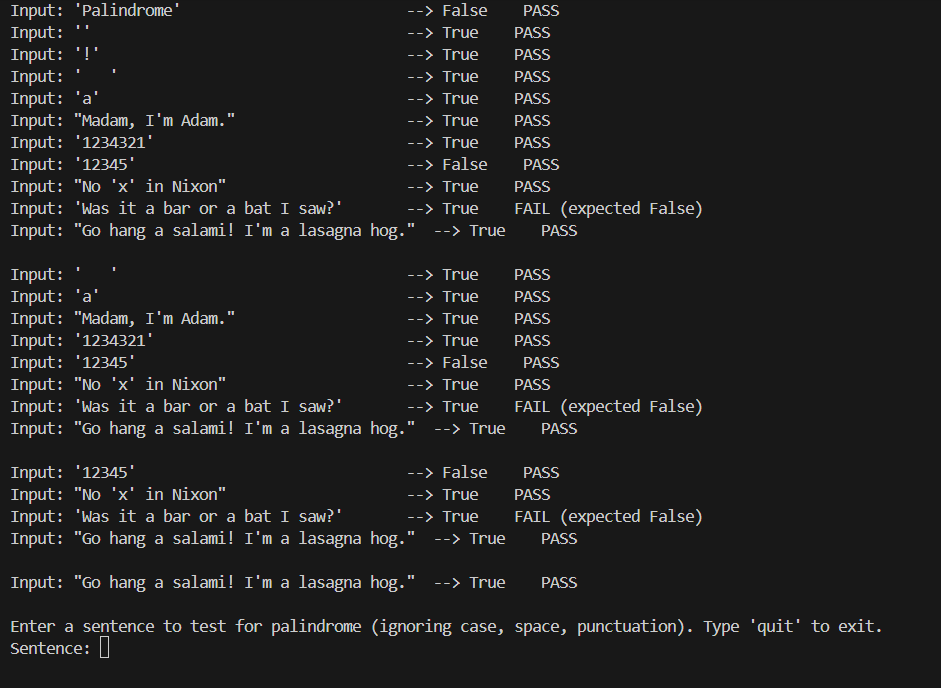 Input: 'Palindrome'                         --> False    PASS
Input: ''                                   --> True    PASS
Input: '!'                                  --> True    PASS
Input: '   '                                --> True    PASS
Input: 'a'                                  --> True    PASS
Input: "Madam, I'm Adam."                   --> True    PASS
Input: '1234321'                            --> True    PASS
Input: '12345'                              --> False    PASS
Input: "No 'x' in Nixon"                    --> True    PASS
Input: 'Was it a bar or a bat I saw?'       --> True    FAIL (expected False)
Input: "Go hang a salami! I'm a lasagna hog."  --> True    PASS

Input: '   '                                --> True    PASS
Input: 'a'                                  --> True    PASS
Input: "Madam, I'm Adam."                   --> True    PASS
Input: '1234321'                            --> True    PASS
Input: '12345'                              --> False    PASS
Input: "No 'x' in Nixon"                    --> True    PASS
Input: 'Was it a bar or a bat I saw?'       --> True    FAIL (expected False)
Input: "Go hang a salami! I'm a lasagna hog."  --> True    PASS

Input: '12345'                              --> False    PASS
Input: "No 'x' in Nixon"                    --> True    PASS
Input: 'Was it a bar or a bat I saw?'       --> True    FAIL (expected False)
Input: "Go hang a salami! I'm a lasagna hog."  --> True    PASS

Input: "Go hang a salami! I'm a lasagna hog."  --> True    PASS

Enter a sentence to test for palindrome (ignoring case, space, punctuation). Type 'quit' to exit.
Sentence: